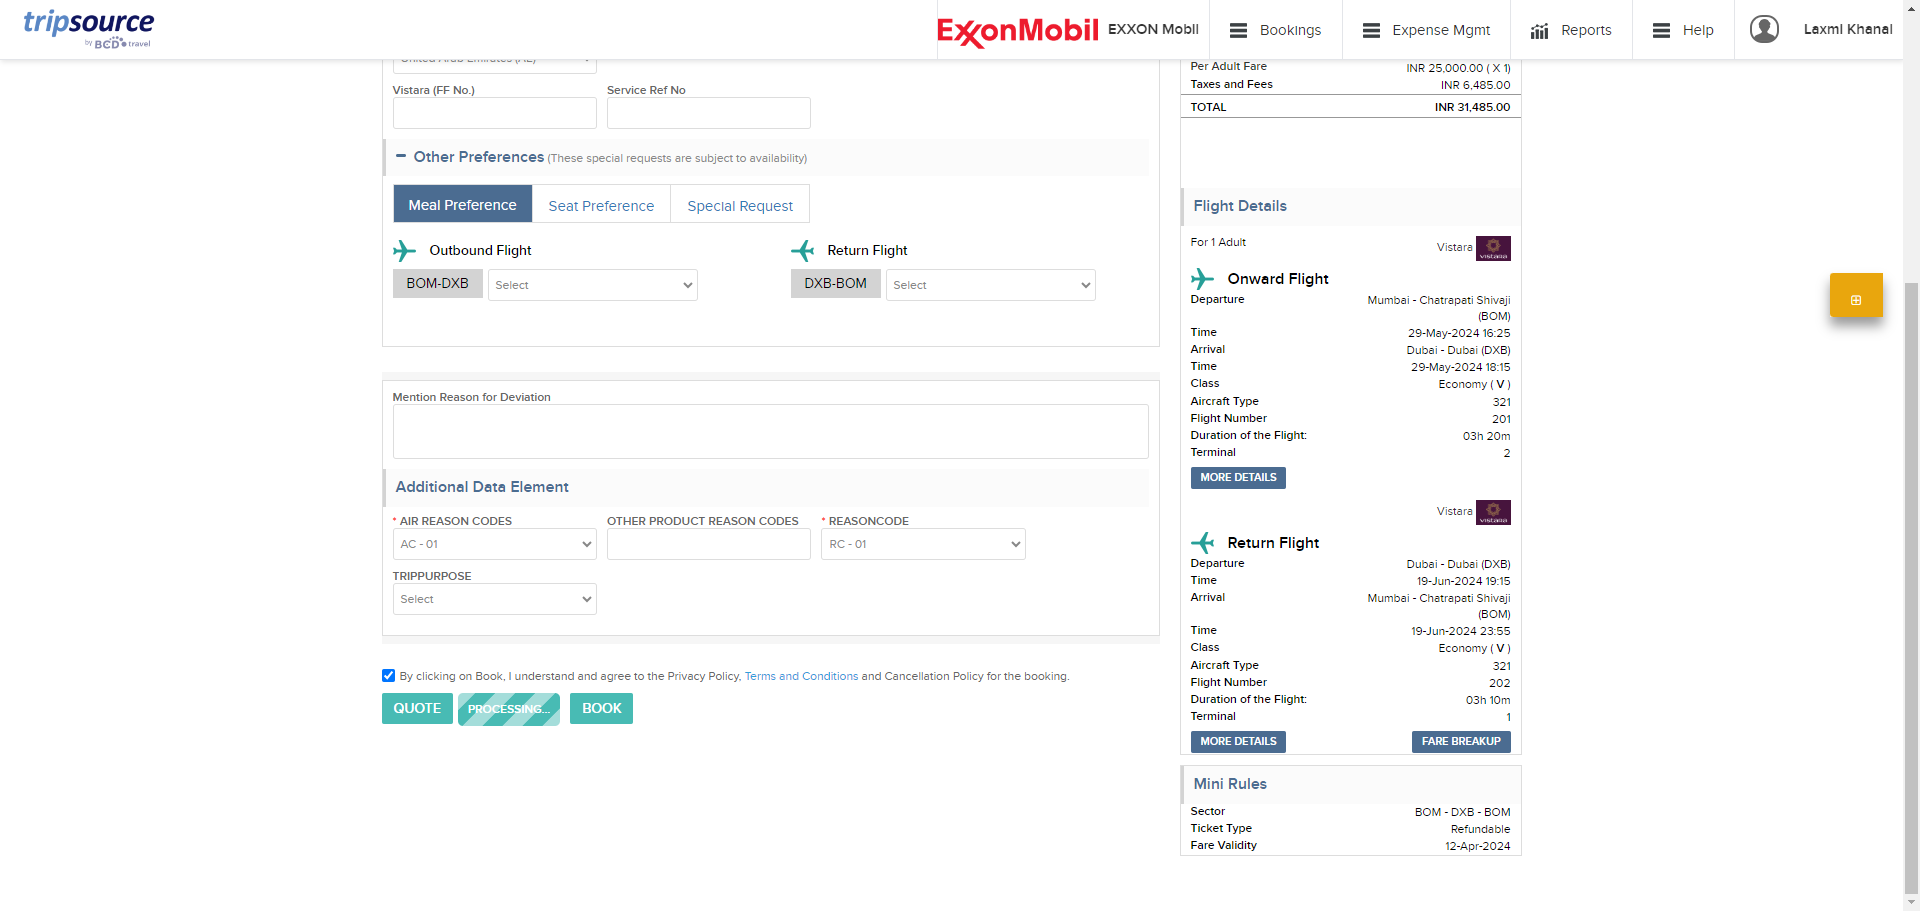 tripsource
by BCD travel
ExxonMobil
EXXON Mobil
Bookings
Expense Mgmt
Reports
Help
Laxmi Khanal
United Arab Emirates (AE)
Vistara (FF No.)
Service Ref No
Other Preferences (These special requests are subject to availability)
Meal Preference
Seat Preference
Special Request
Outbound Flight
Return Flight
BOM-DXB
Select
DXB-BOM
Select
Mention Reason for Deviation
Additional Data Element
* AIR REASON CODES
OTHER PRODUCT REASON CODES
* REASONCODE
AC - 01
RC - 01
TRIPPURPOSE
Select
By clicking on Book, I understand and agree to the Privacy Policy, Terms and Conditions and Cancellation Policy for the booking.
QUOTE
PROCESSING...
BOOK
Per Adult Fare INR 25,000.00 ( X 1)
Taxes and Fees INR 6,485.00
TOTAL INR 31,485.00
Flight Details
For 1 Adult
Vistara
VISTARA
Onward Flight
Departure Mumbai - Chatrapati Shivaji
(BOM)
Time 29-May-2024 16:25
Arrival Dubai - Dubai (DXB)
Time 29-May-2024 18:15
Class Economy ( V )
Aircraft Type 321
Flight Number 201
Duration of the Flight: 03h 20m
Terminal 2
MORE DETAILS
Vistara
VISTARA
Return Flight
Departure Dubai - Dubai (DXB)
Time 19-Jun-2024 19:15
Arrival Mumbai - Chatrapati Shivaji
(BOM)
Time 19-Jun-2024 23:55
Class Economy ( V )
Aircraft Type 321
Flight Number 202
Duration of the Flight: 03h 10m
Terminal 1
MORE DETAILS
FARE BREAKUP
Mini Rules
Sector BOM - DXB - BOM
Ticket Type Refundable
Fare Validity 12-Apr-2024